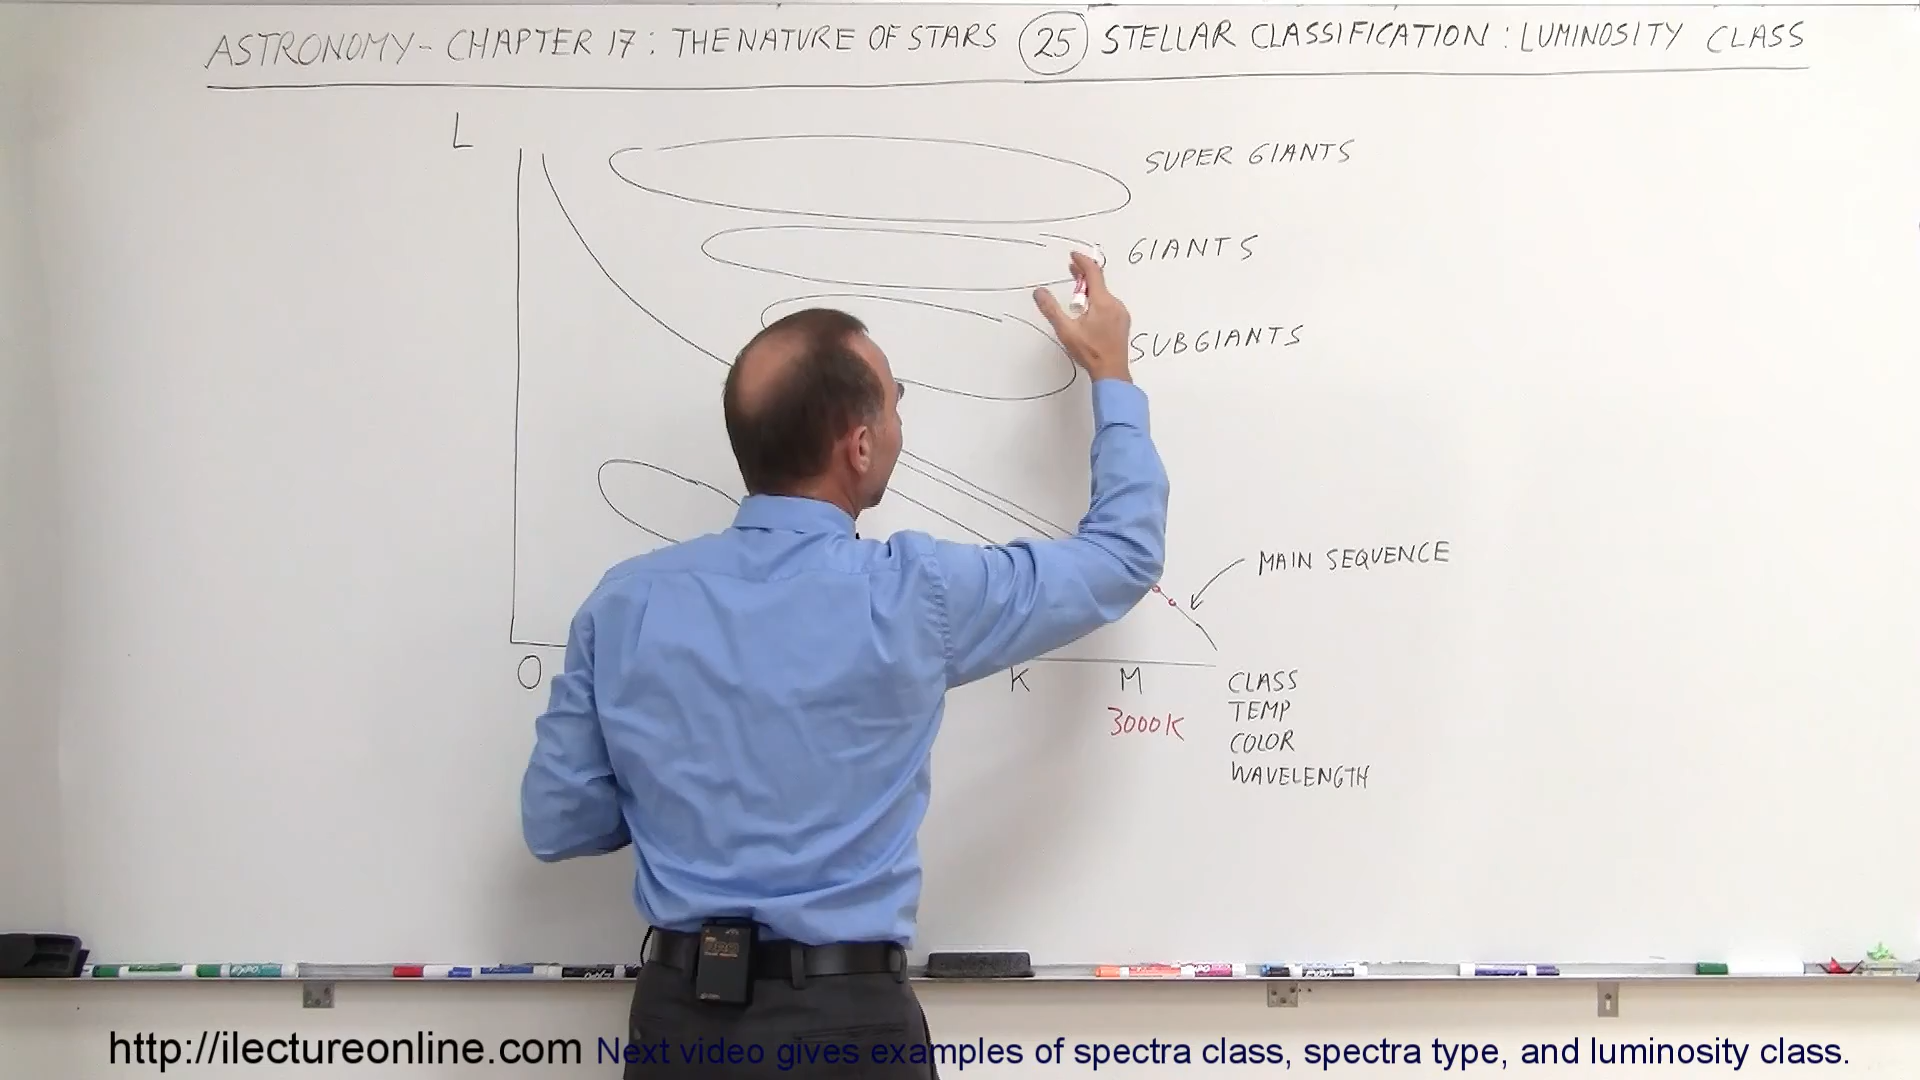 ASTRONOMY - CHAPTER 17 : THE NATURE OF STARS 25 STELLAR CLASSIFICATION : LUMINOSITY CLASS
L
SUPER GIANTS
GIANTS
SUBGIANTS
MAIN SEQUENCE
O K M CLASS
3000K TEMP
COLOR
WAVELENGTH
EXPO
http://ilectureonline.com Next video gives examples of spectra class, spectra type, and luminosity class.